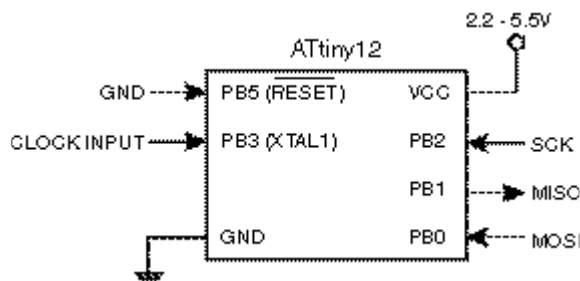 2.2 - 5.5V
ATtiny12
GND PB5 (RESET) VCC
CLOCK INPUT PB3 (XTAL1) PB2 SCK
PB1 MISO
GND PB0 MOSI